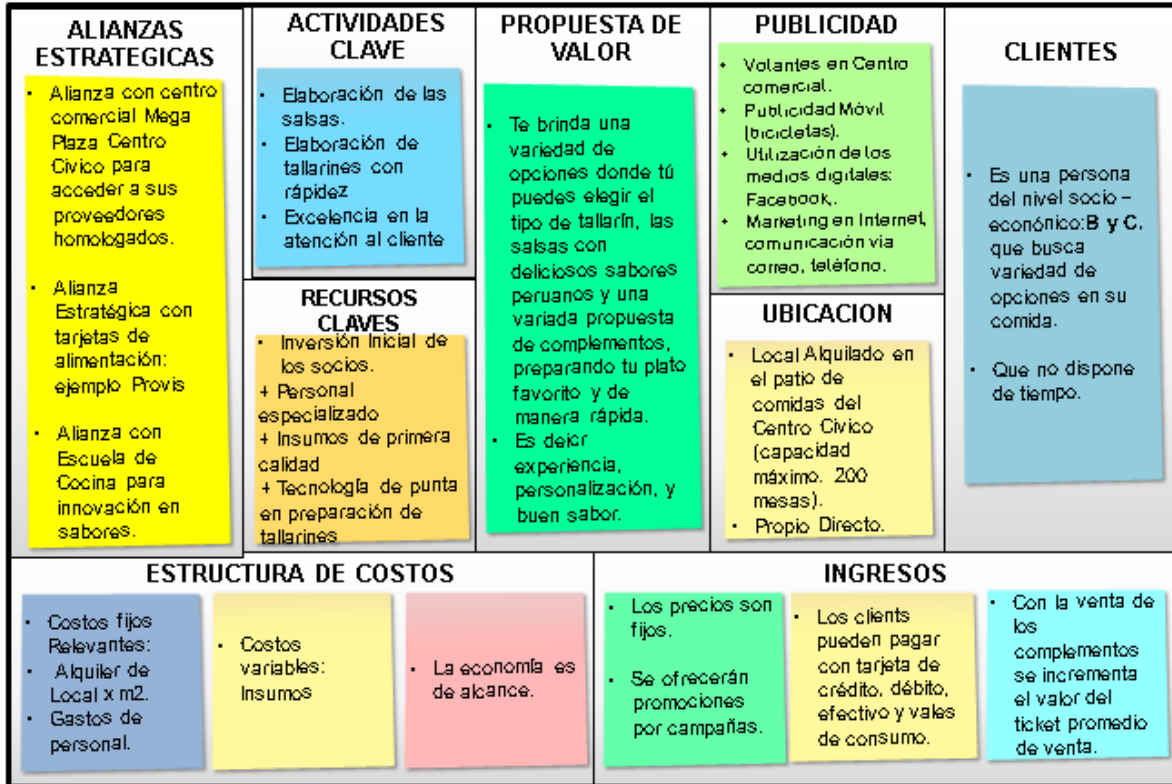 ALIANZAS
ESTRATEGICAS
• Alianza con centro
comercial Mega
Plaza Centro
Cívico para
acceder a sus
proveedores
homologados.
• Alianza
Estratégica con
tarjetas de
alimentación:
ejemplo Provis
• Alianza con
Escuela de
Cocina para
innovación en
sabores.
ACTIVIDADES
CLAVE
• Elaboración de las
salsas.
• Elaboración de
tallarines con
rápidez
• Excelencia en la
atención al cliente
RECURSOS
CLAVES
• Inversión Inicial de
los socios.
+ Personal
especializado
+ Insumos de primera
calidad
+ Tecnología de punta
en preparación de
tallarines
PROPUESTA DE
VALOR
• Te brinda una
variedad de
opciones donde tú
puedes elegir el
tipo de tallarín, las
salsas con
deliciosos sabores
peruanos y una
variada propuesta
de complementos,
preparando tu plato
favorito y de
manera rápida.
• Es deicr
experiencia,
personalización, y
buen sabor.
PUBLICIDAD
• Volantes en Centro
comercial.
• Publicidad Móvil
(bicicletas).
• Utilización de los
medios digitales:
Facebook,.
• Marketing en Internet,
comunicación vía
correo, teléfono.
UBICACION
• Local Alquilado en
el patio de
comidas del
Centro Cívico
(capacidad
máximo. 200
mesas).
• Propio Directo.
CLIENTES
• Es una persona
del nivel socio –
económico:B y C,
que busca
variedad de
opciones en su
comida.
• Que no dispone
de tiempo.
ESTRUCTURA DE COSTOS
• Costos fijos
Relevantes:
• Alquiler de
Local x m2.
• Gastos de
personal.
• Costos
variables:
Insumos
• La economía es
de alcance.
INGRESOS
• Los precios son
fijos.
• Se ofrecerán
promociones
por campañas.
• Los clients
pueden pagar
con tarjeta de
crédito, débito,
efectivo y vales
de consumo.
• Con la venta de
los
complementos
se incrementa
el valor del
ticket promedio
de venta.